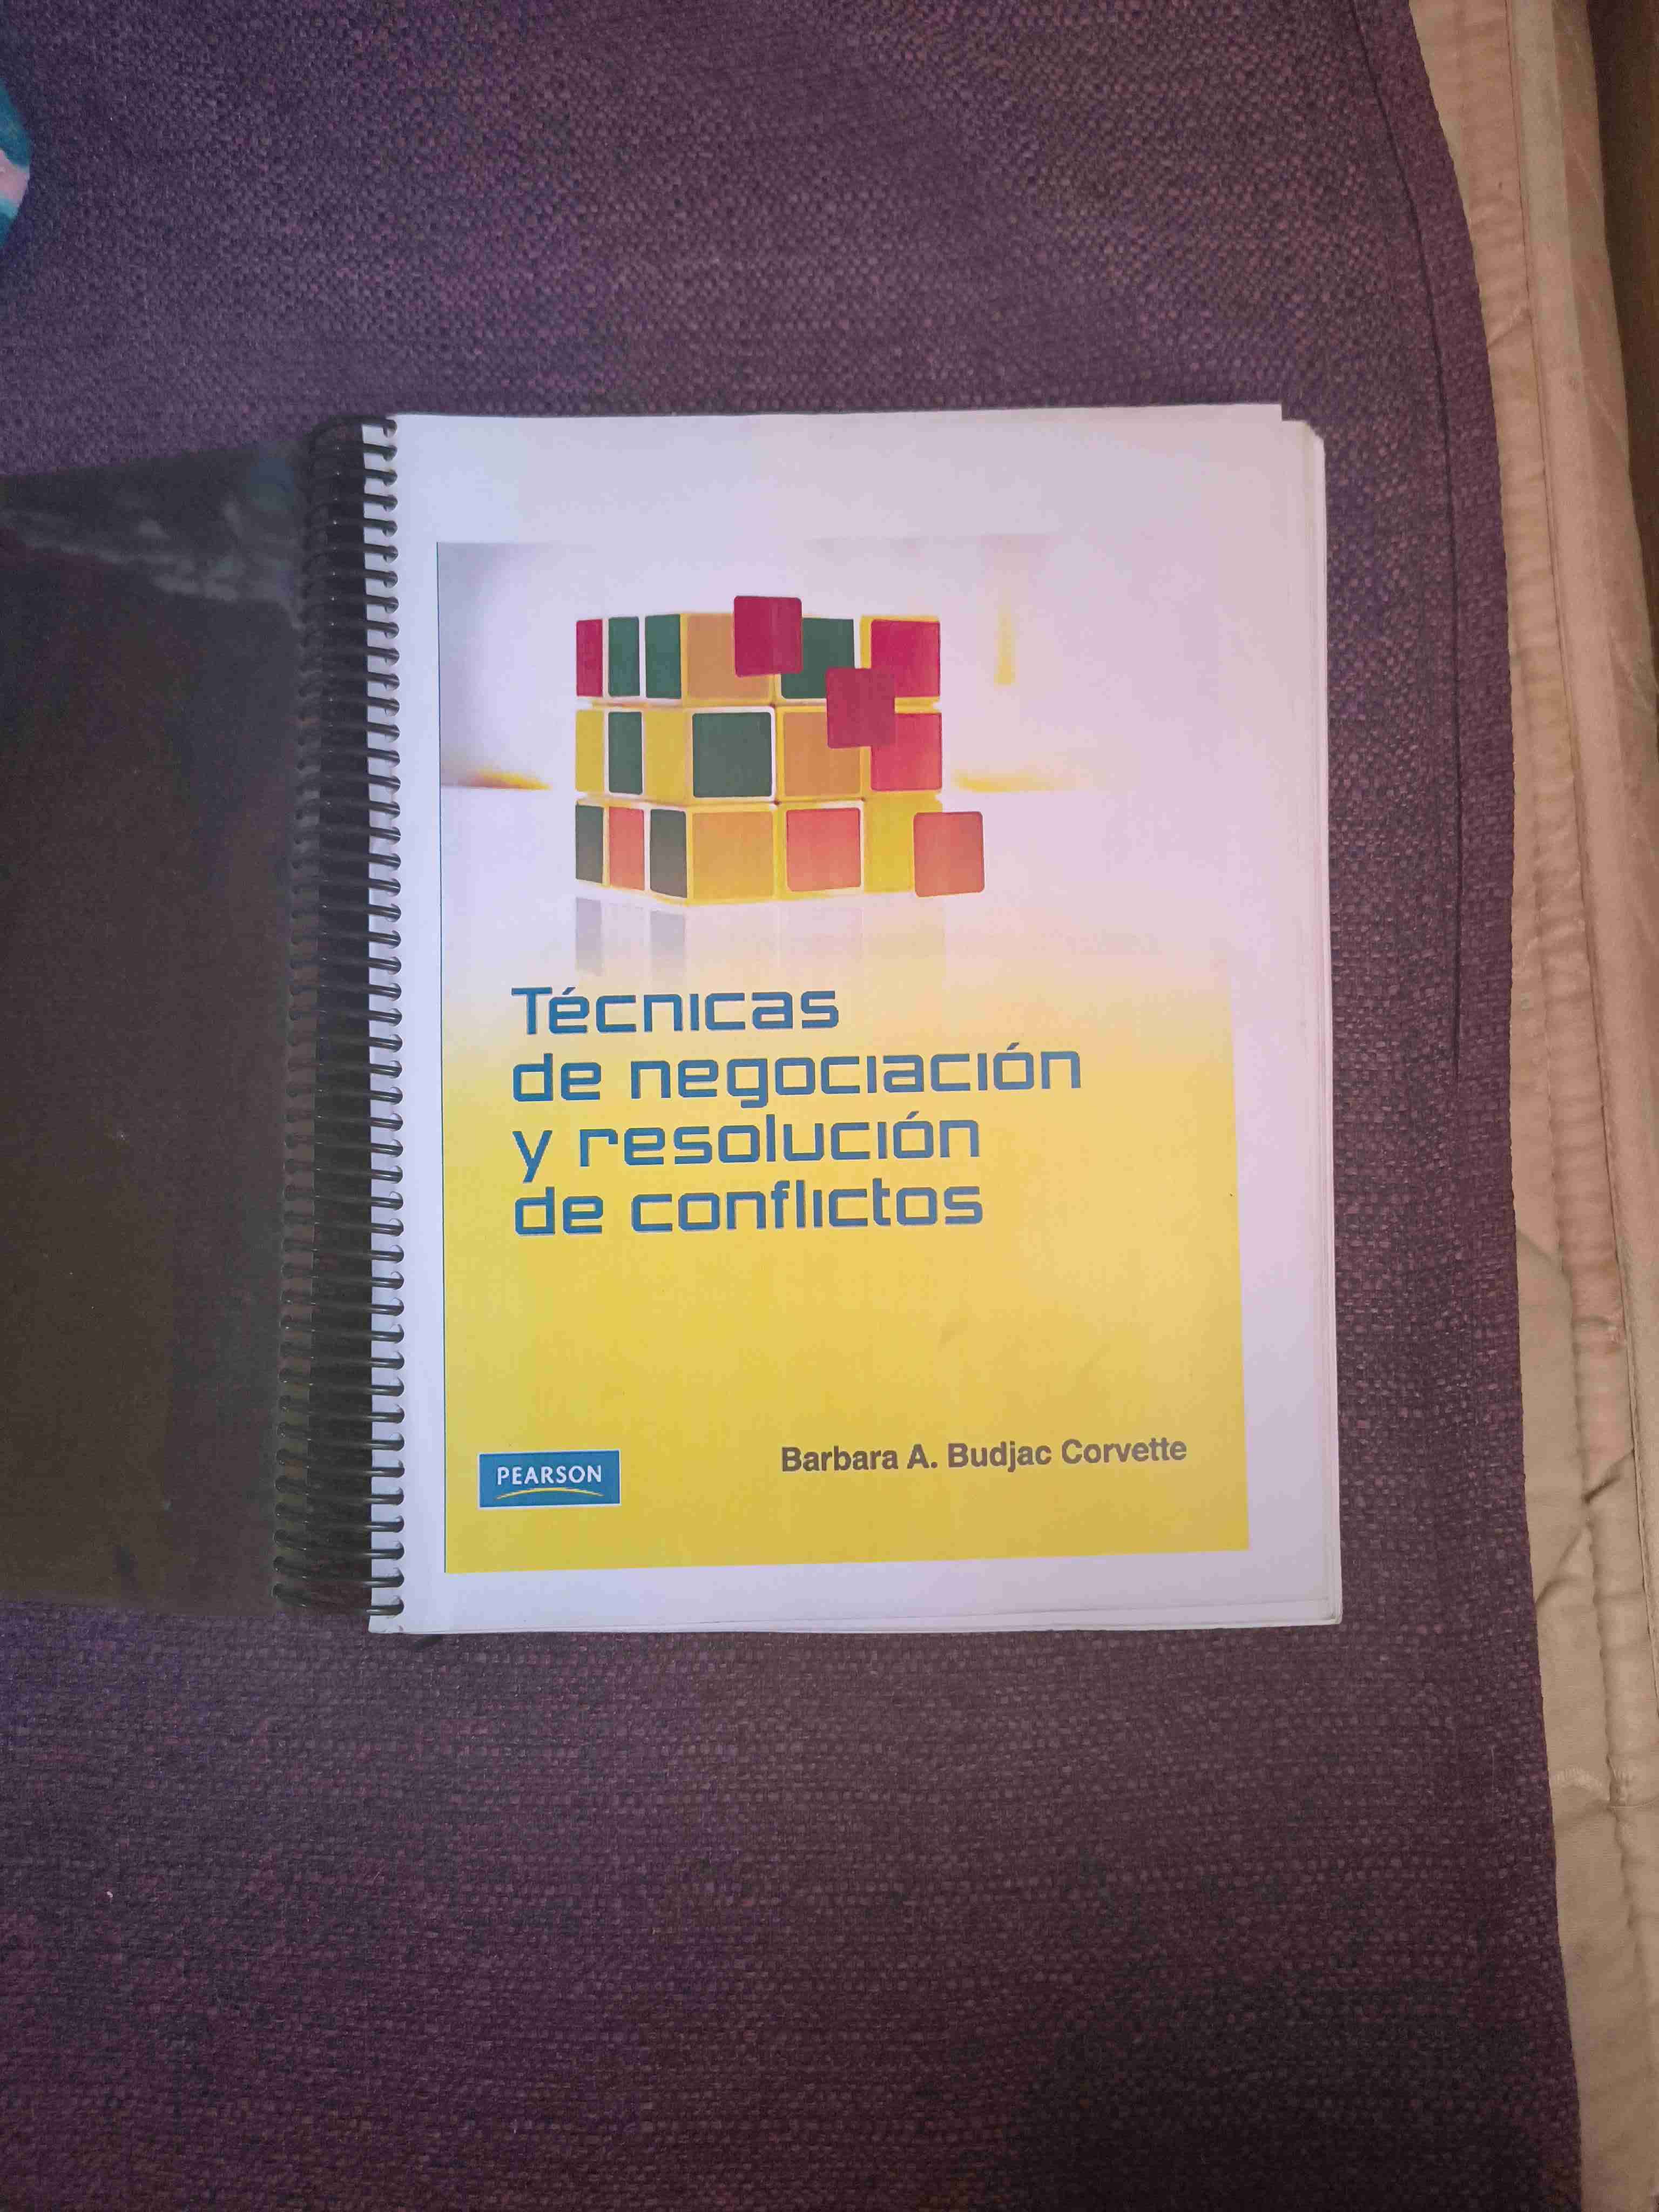 Técnicas
de negociación
y resolución
de conflictos
Barbara A. Budjac Corvette
PEARSON